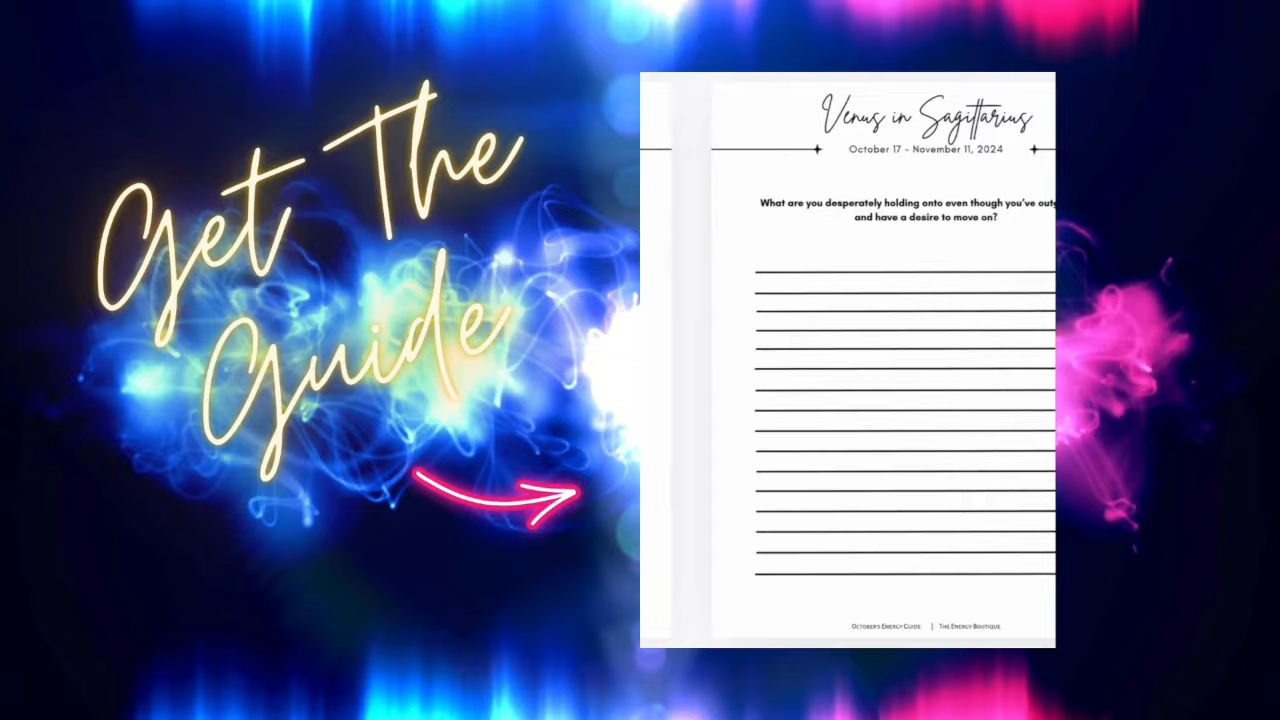 Get The
Guide
Venus in Sagittarius
October 17 - November 11, 2024
What are you desperately holding onto even though you've
and have a desire to move on?
October's Energy Guide | The Energy Boutique